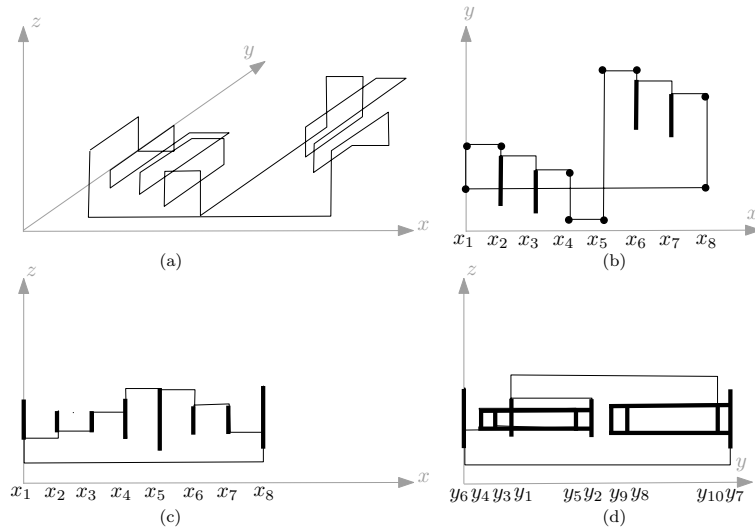 z
y
x
(a)
y
x
x₁ x₂ x₃ x₄ x₅ x₆ x₇ x₈
(b)
z
x
x₁ x₂ x₃ x₄ x₅ x₆ x₇ x₈
(c)
z
y
y₆ y₄ y₃ y₁ y₅ y₂ y₉ y₈ y₁₀ y₇
(d)